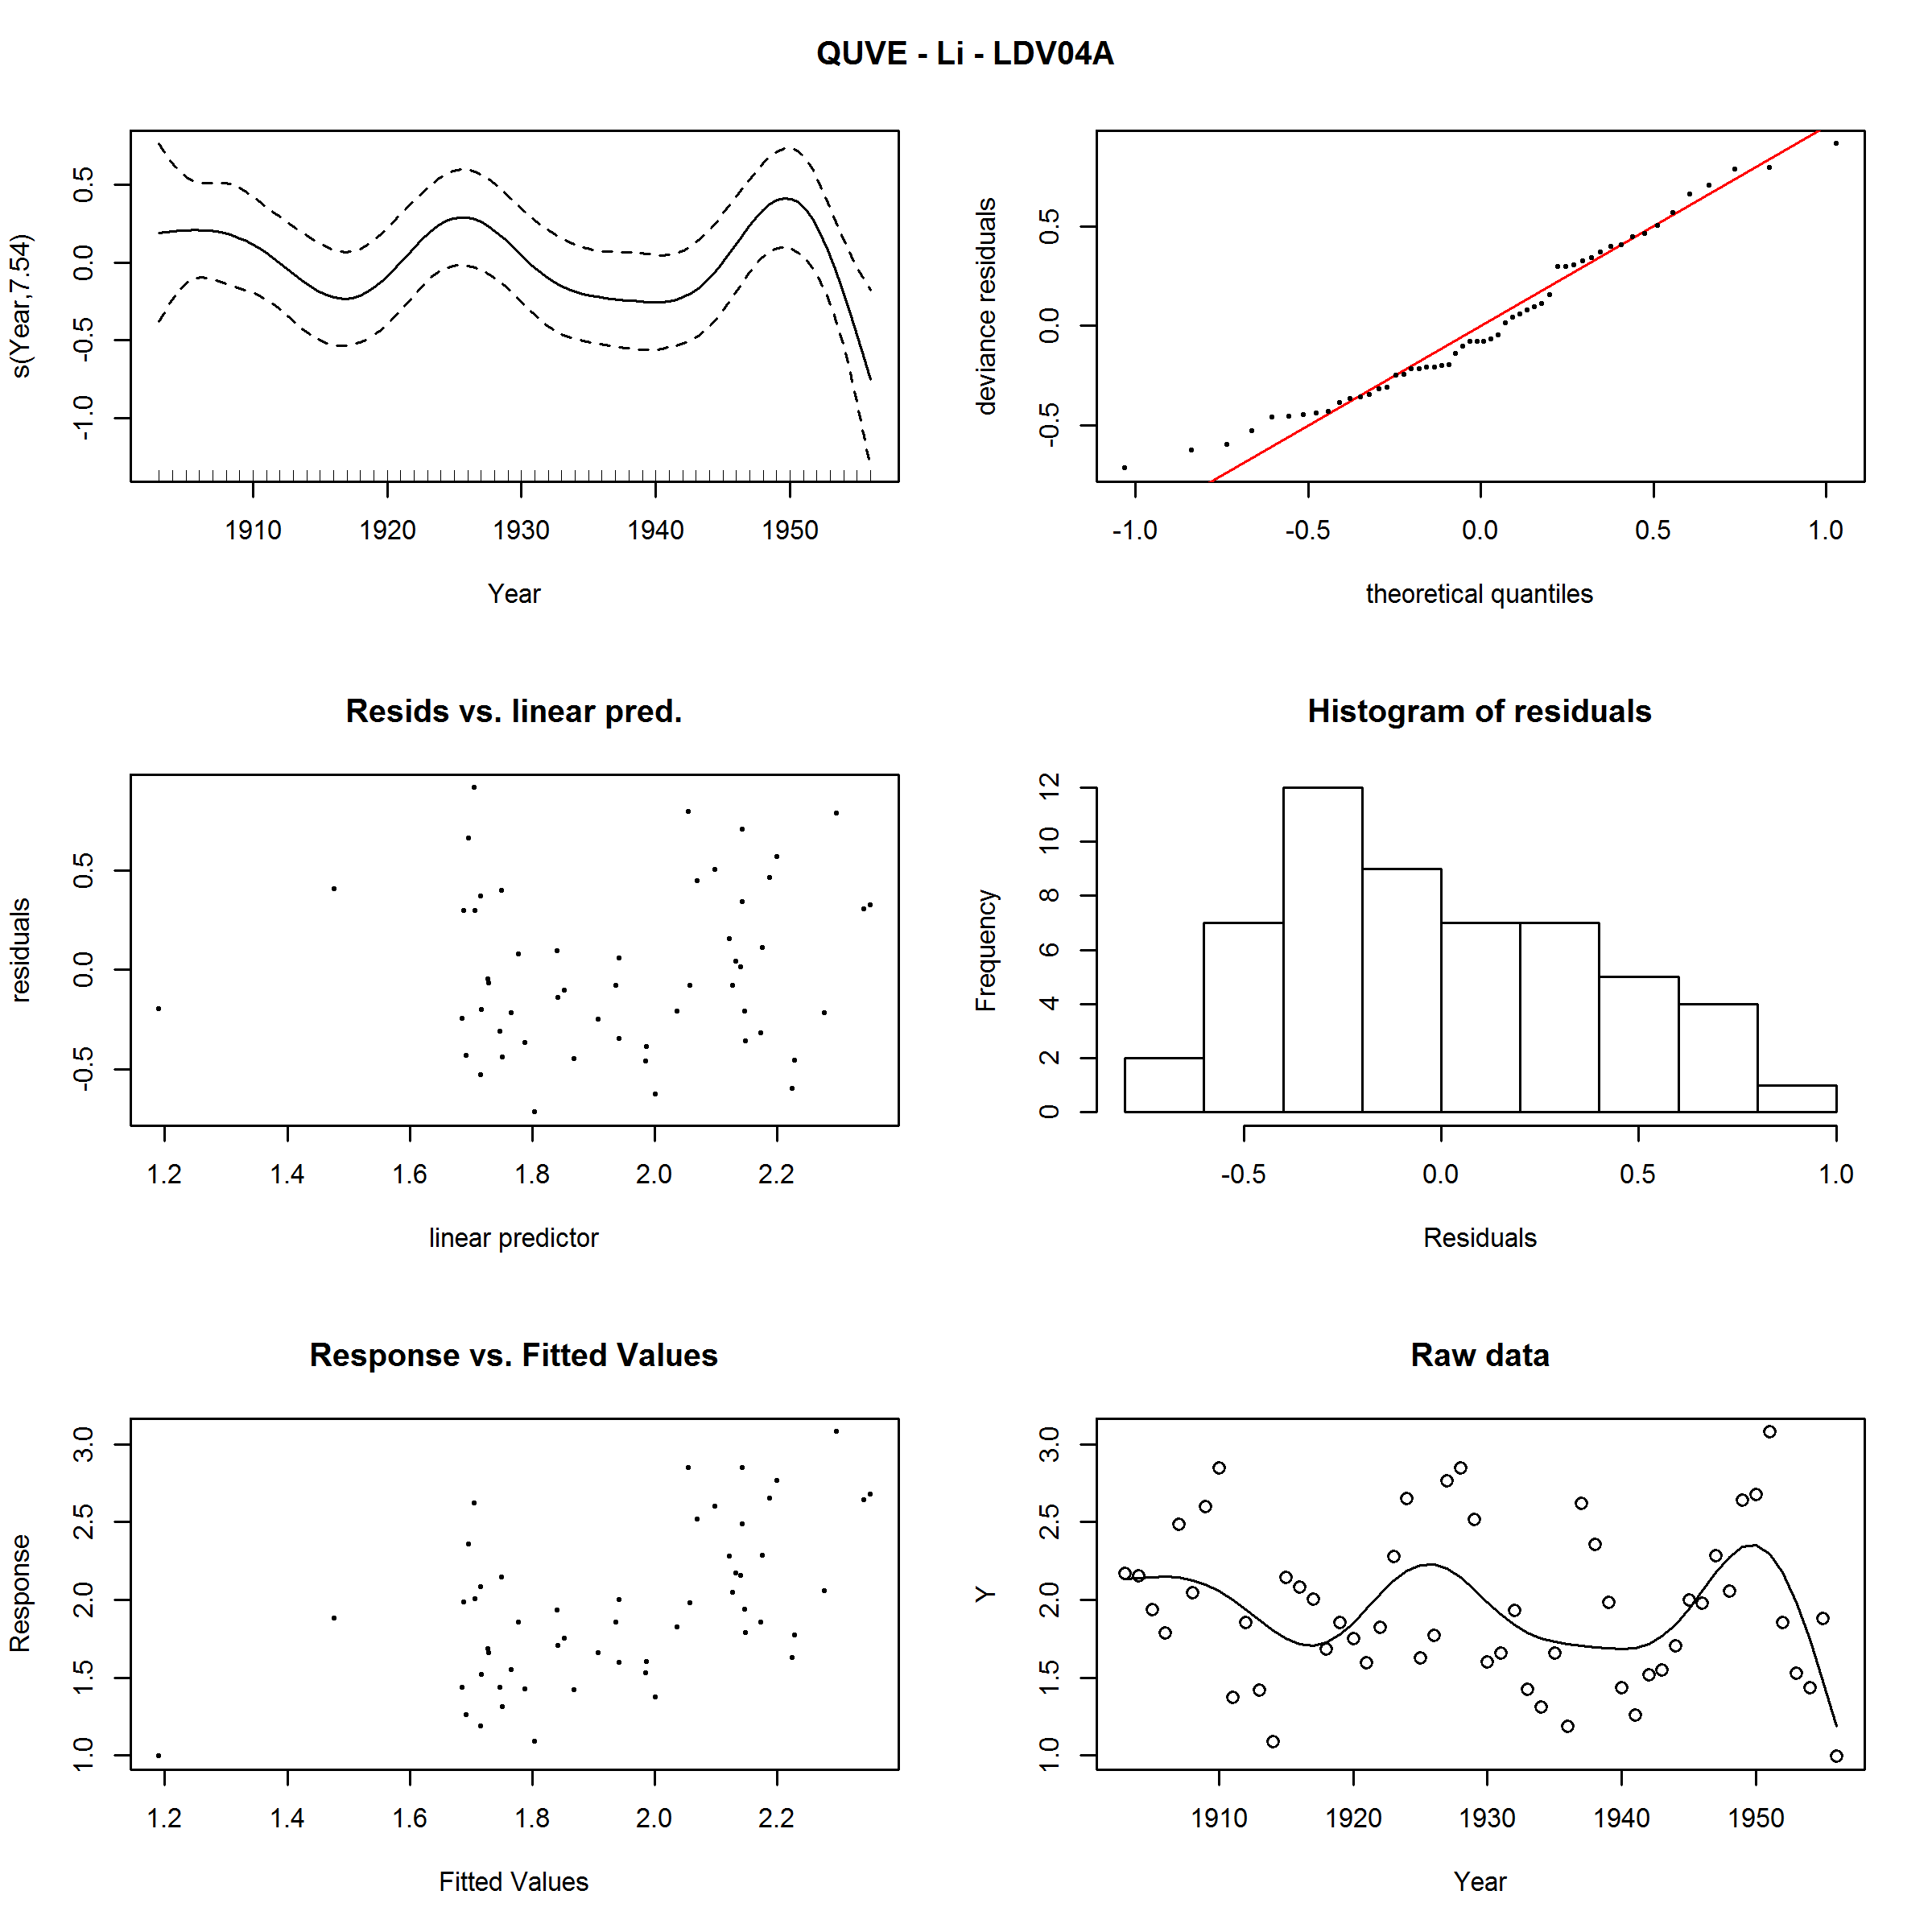 QUVE - Li - LDV04A
s(Year,7.54)
-1.0 -0.5 0.0 0.5
1910 1920 1930 1940 1950
Year
deviance residuals
-0.5 0.0 0.5
-1.0 -0.5 0.0 0.5 1.0
theoretical quantiles
Resids vs. linear pred.
residuals
-0.5 0.0 0.5
1.2 1.4 1.6 1.8 2.0 2.2
linear predictor
Histogram of residuals
Frequency
0 2 4 6 8 10 12
-0.5 0.0 0.5 1.0
Residuals
Response vs. Fitted Values
Response
1.0 1.5 2.0 2.5 3.0
1.2 1.4 1.6 1.8 2.0 2.2
Fitted Values
Raw data
Y
1.0 1.5 2.0 2.5 3.0
1910 1920 1930 1940 1950
Year